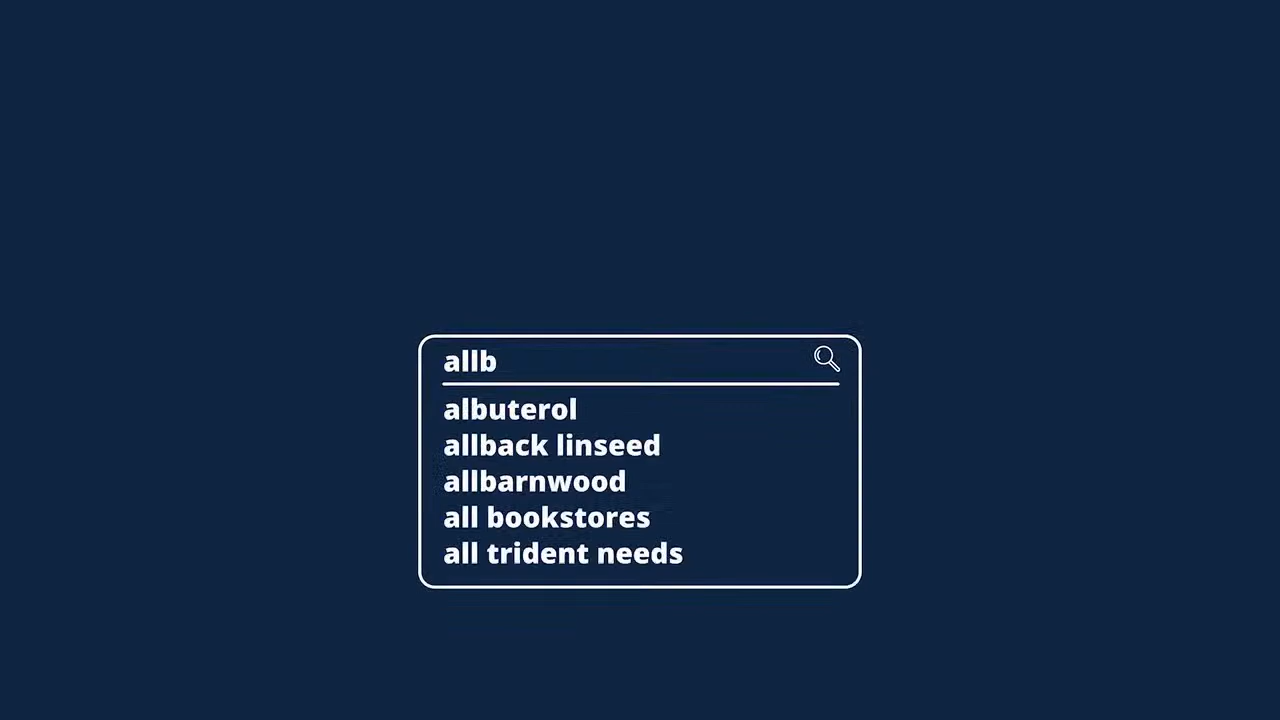 allb
albuterol
allback linseed
allbarnwood
all bookstores
all trident needs